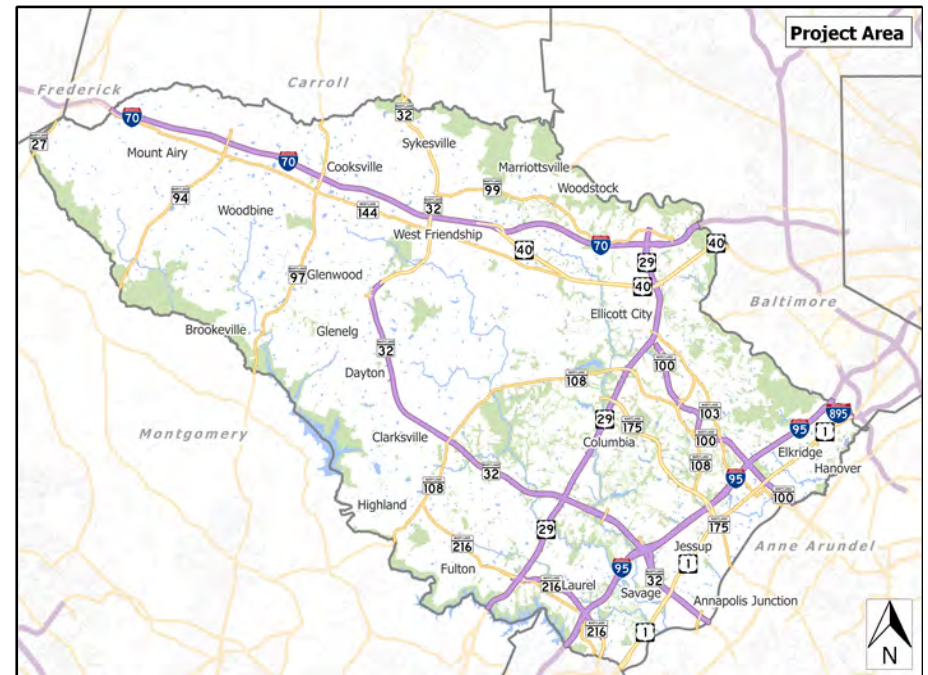 Project Area
Frederick
Carroll
70
32
27
Mount Airy
Sykesville
70
Cooksville
Marriottsville
99
Woodstock
94
144
32
Woodbine
West Friendship
40
70
40
29
97
Glenwood
40
Baltimore
Ellicott City
Brookeville
Glenelg
32
100
Dayton
108
895
103
29
175
95
1
Montgomery
Clarksville
Columbia
100
Elkridge
108
Hanover
32
95
108
100
Highland
29
175
Anne Arundel
216
Jessup
Fulton
95
1
32
216
Laurel
Savage
Annapolis Junction
216
1
N